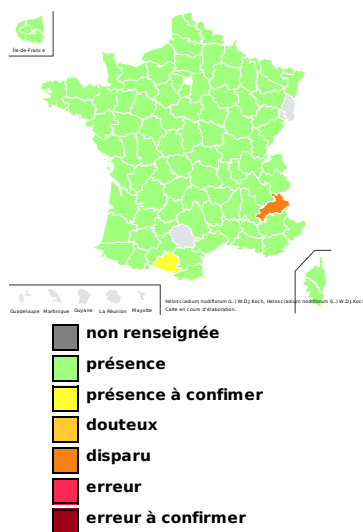 Île-de-France
Guadeloupe Martinique Guyane La Réunion Mayotte
Helosciadium nodiflorum (L.) W.D.J.Koch, Helosciadium nodiflorum (L.) W.D.J.Koch
Carte en cours d'élaboration.
non renseignée
présence
présence à confimer
douteux
disparu
erreur
erreur à confirmer